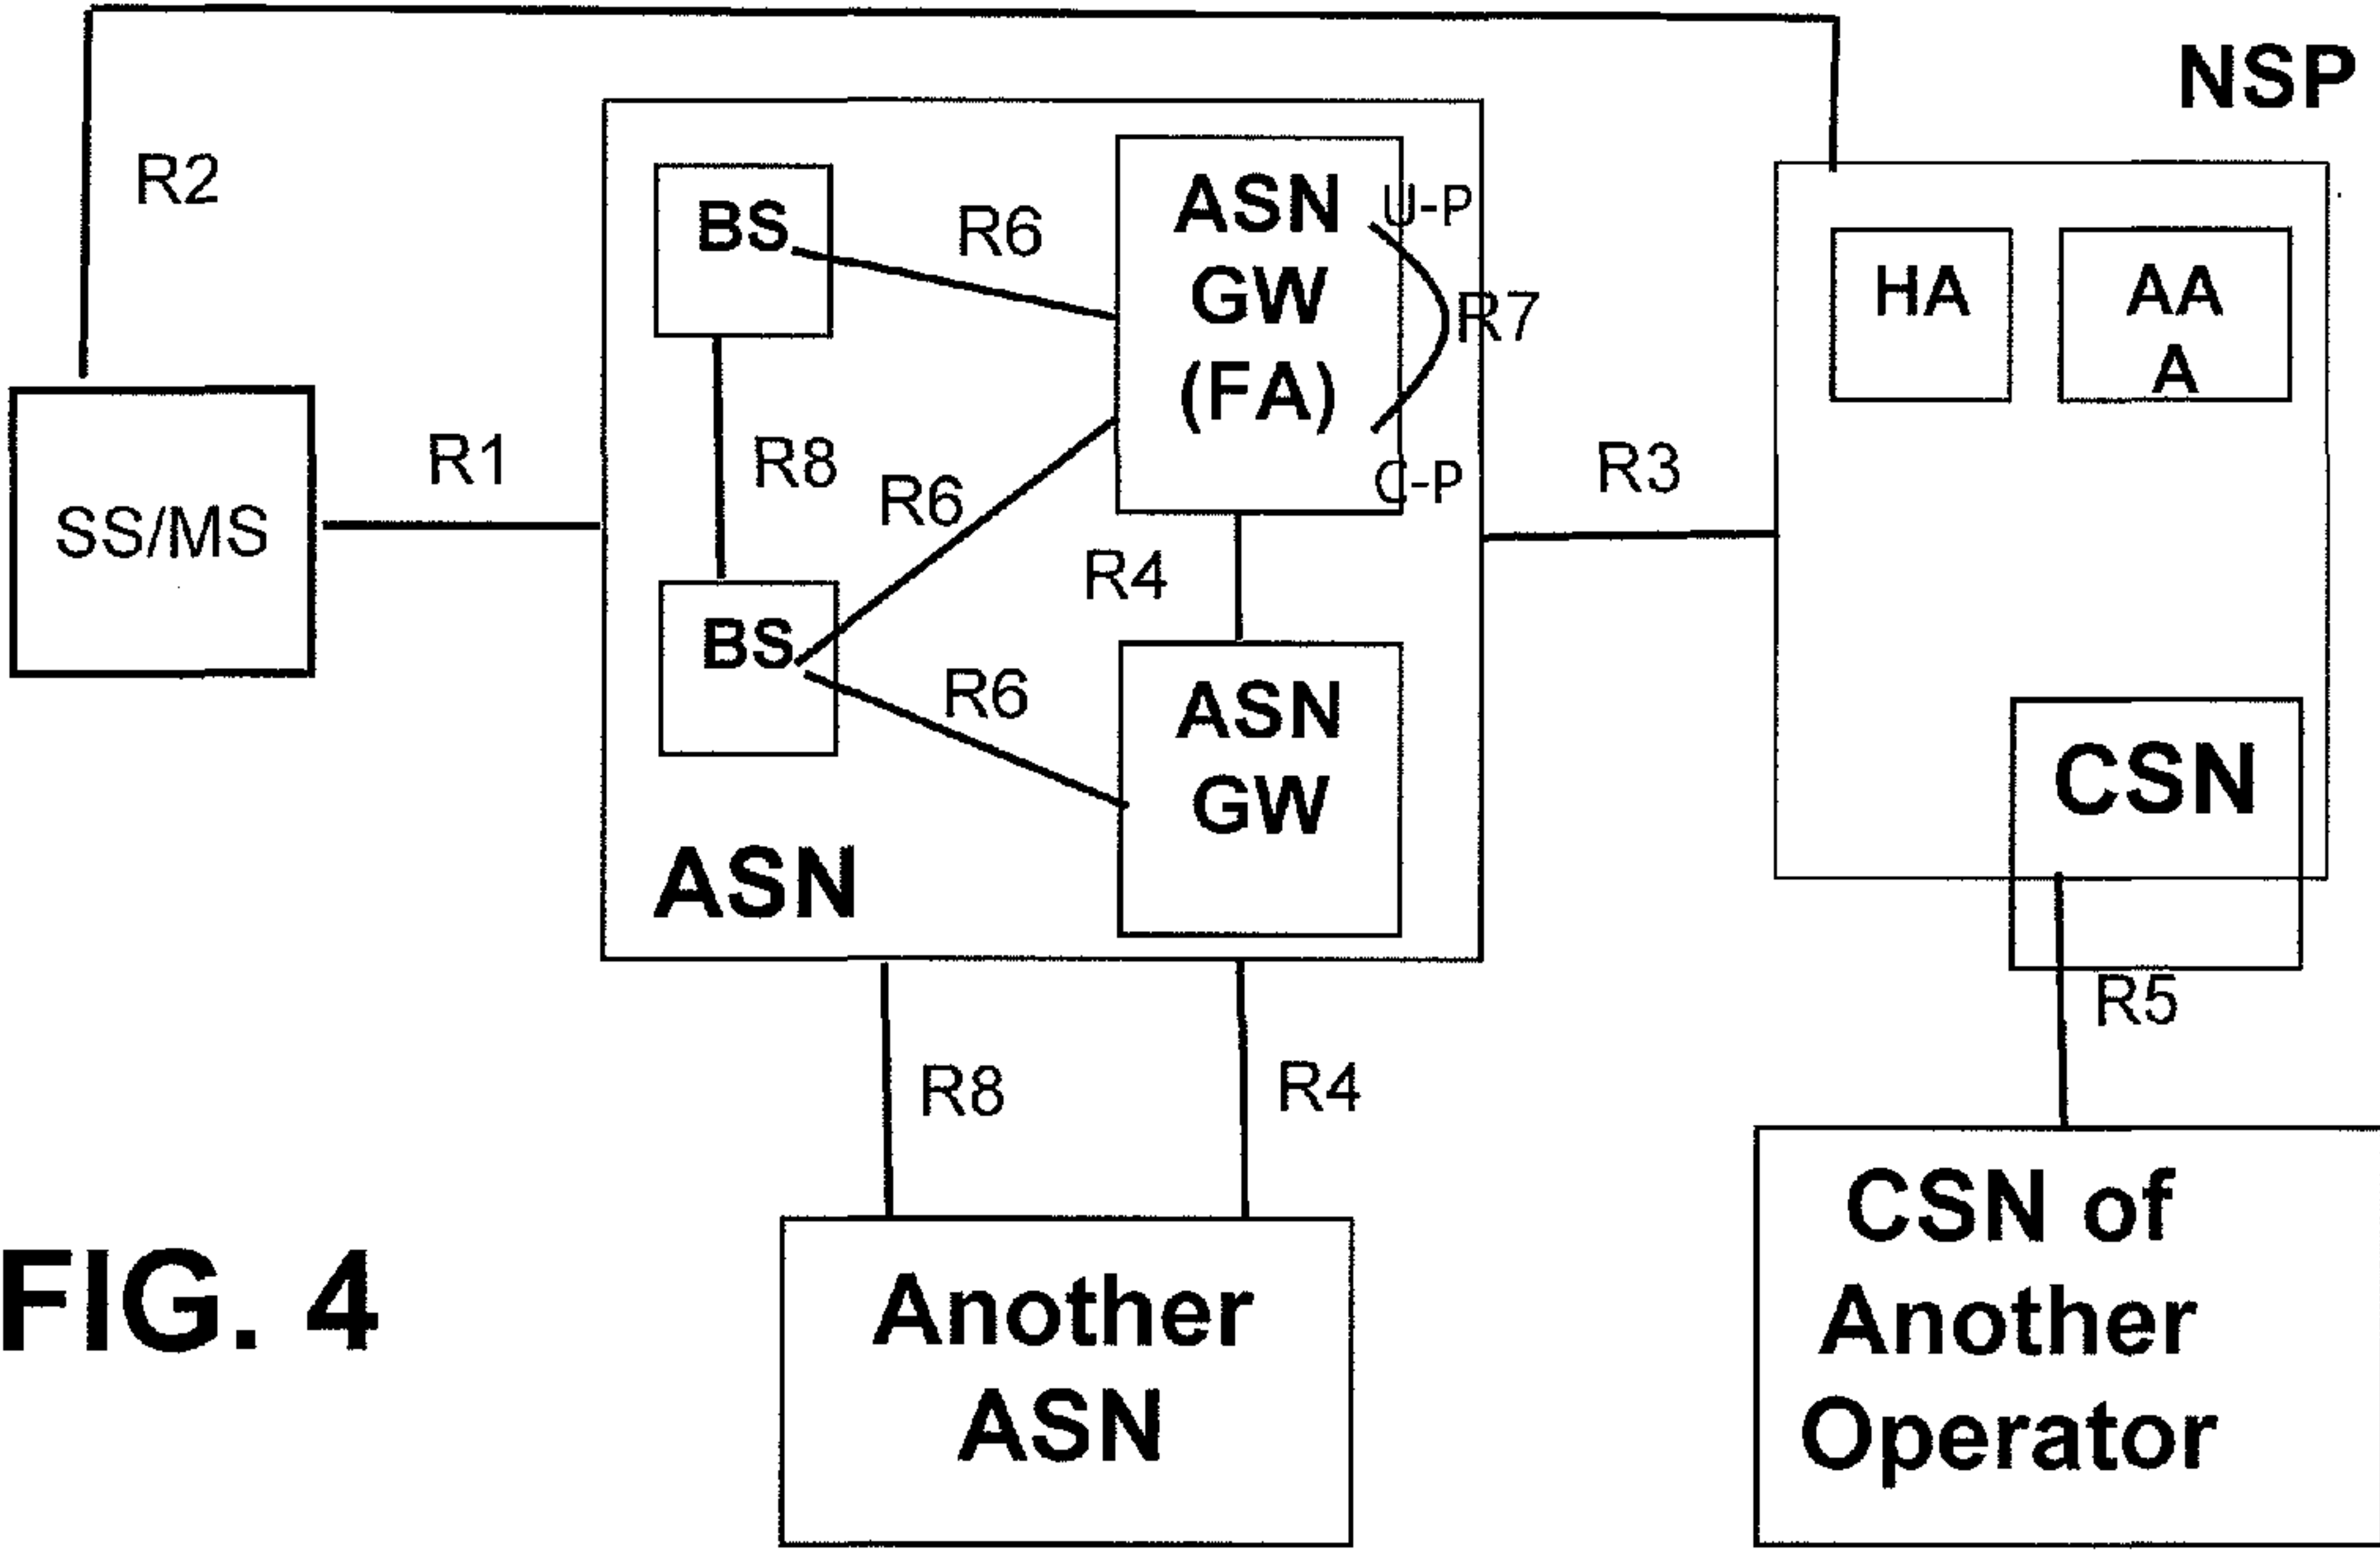 NSP
R2
BS
R6
ASN
GW
(FA)
U-P
R7
C-P
HA
AA
A
R1
R8
R6
R3
SS/MS
R4
BS
R6
ASN
GW
ASN
CSN
R5
R8
R4
CSN of
Another
Operator
Another
ASN
FIG. 4